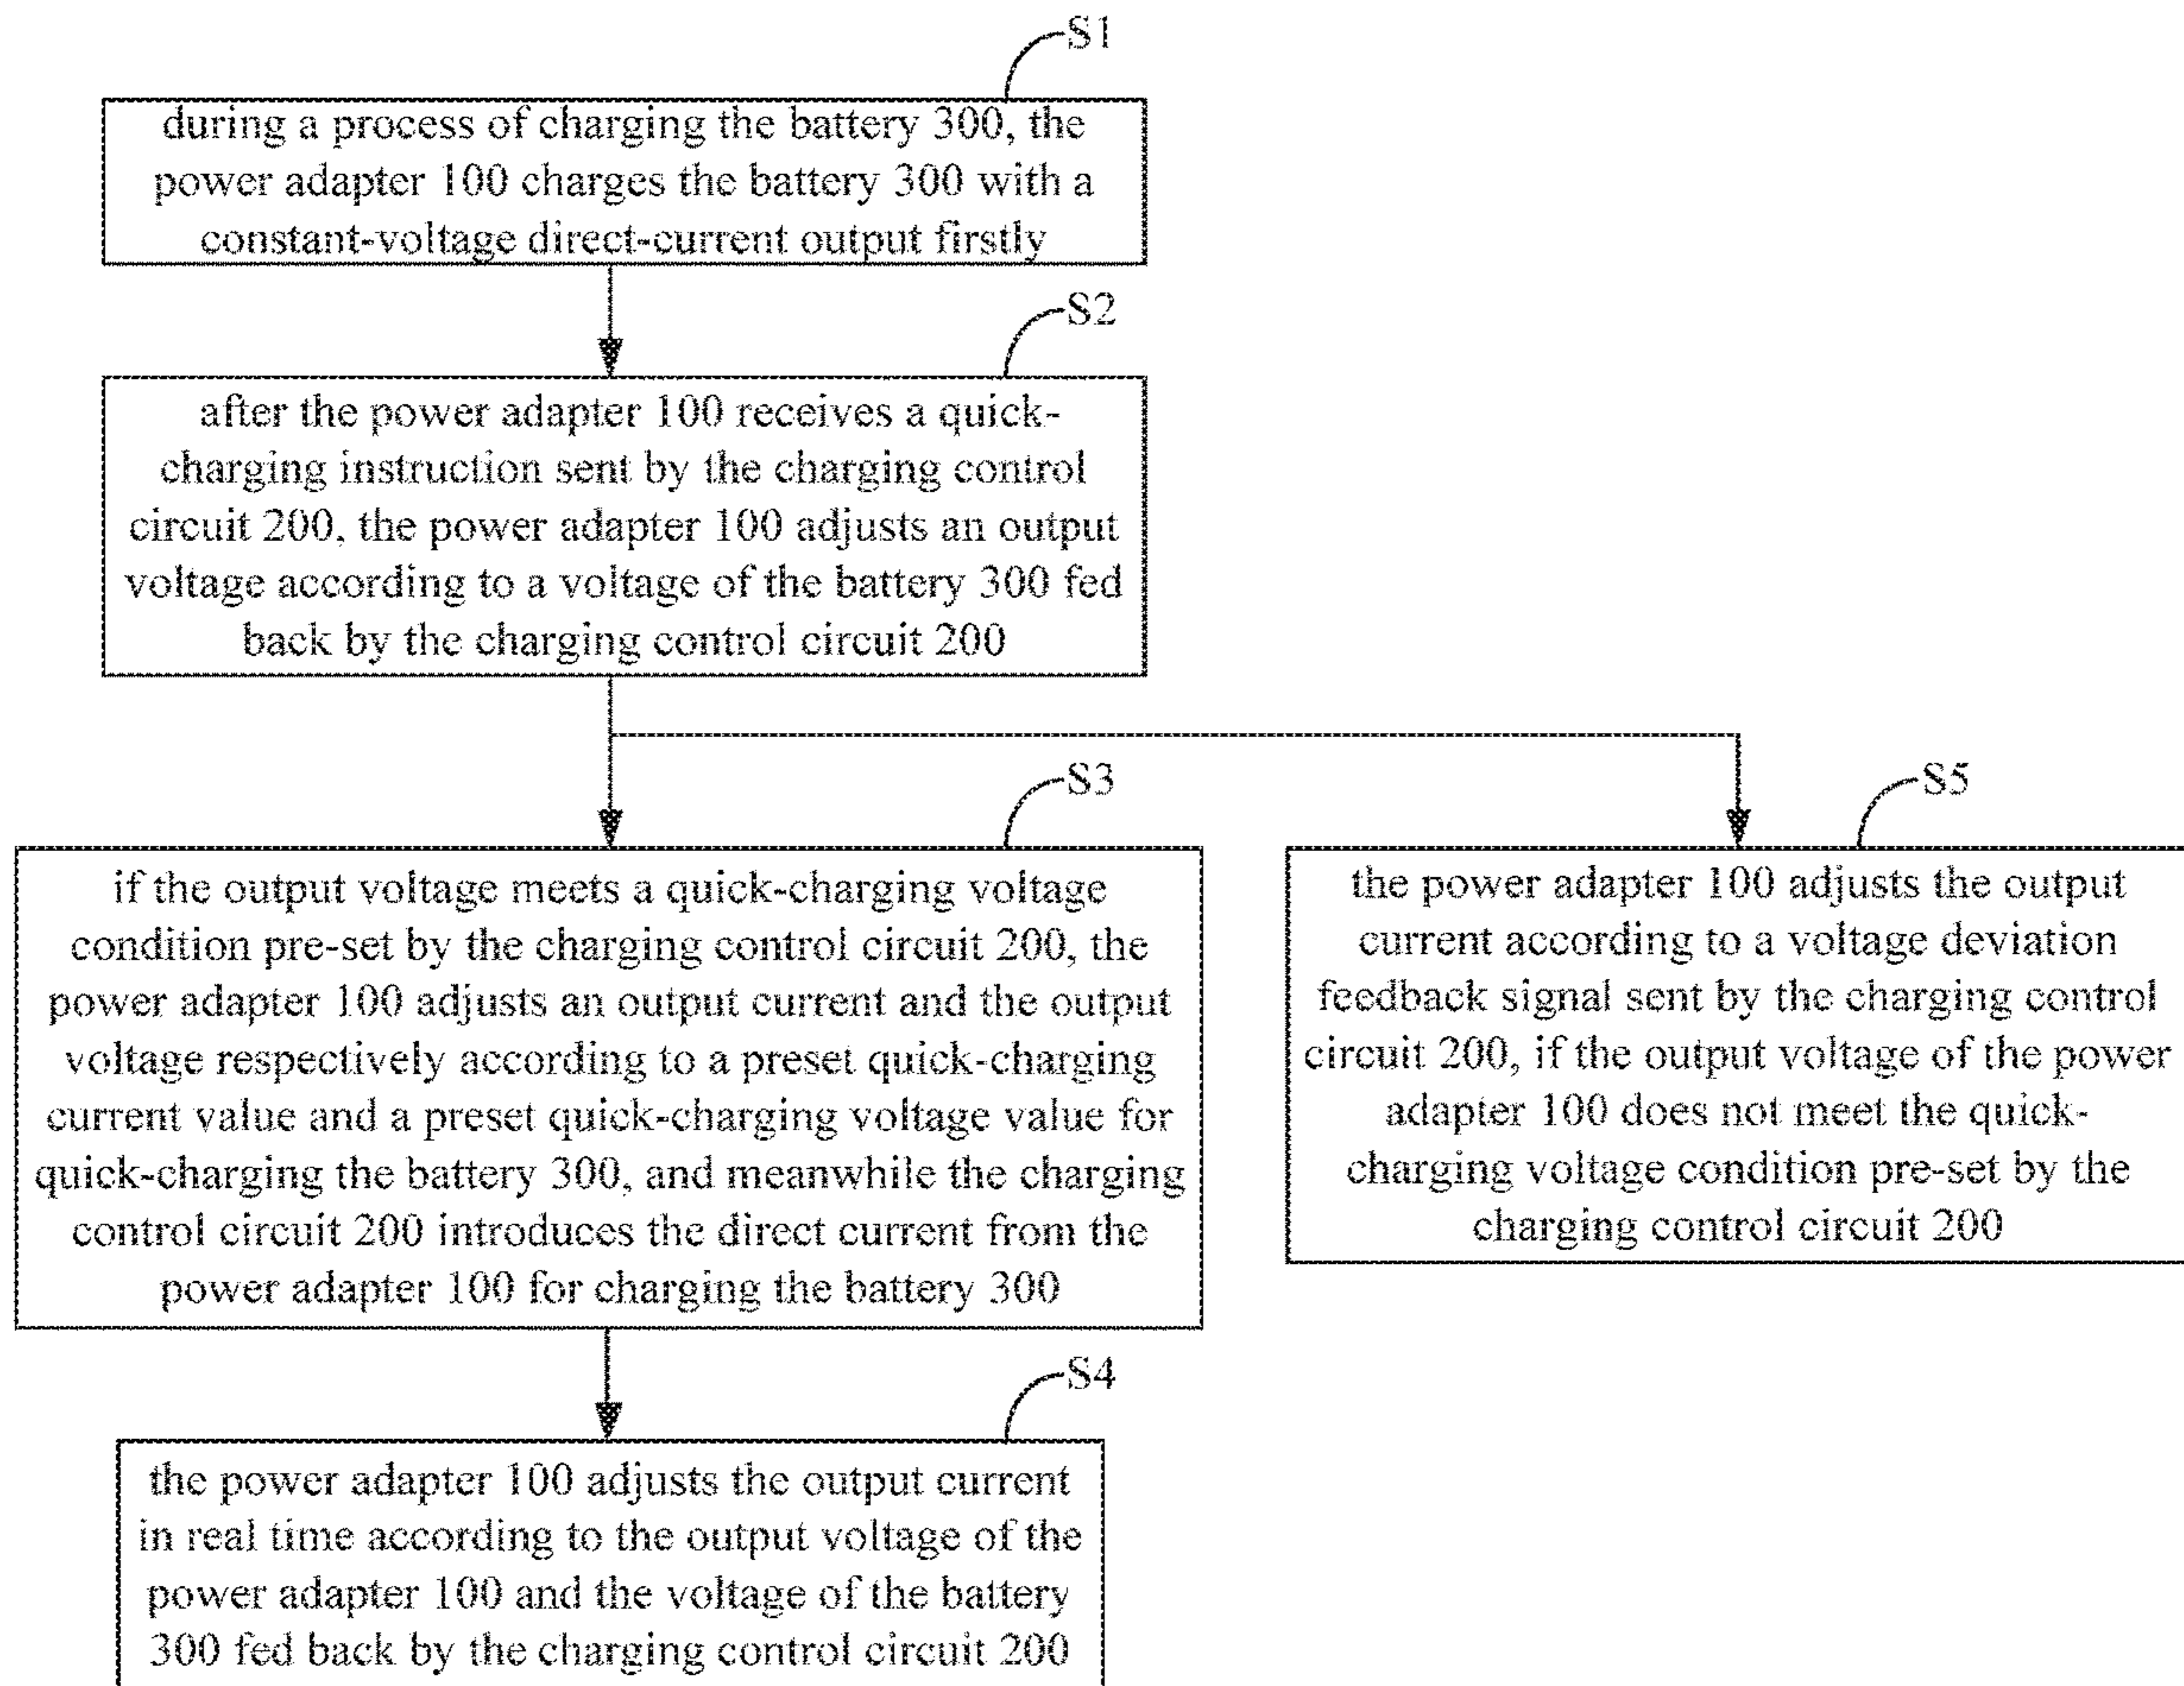 S1
during a process of charging the battery 300, the
power adapter 100 charges the battery 300 with a
constant-voltage direct-current output firstly
S2
after the power adapter 100 receives a quick-
charging instruction sent by the charging control
circuit 200, the power adapter 100 adjusts an output
voltage according to a voltage of the battery 300 fed
back by the charging control circuit 200
S3
if the output voltage meets a quick-charging voltage
condition pre-set by the charging control circuit 200, the
power adapter 100 adjusts an output current and the output
voltage respectively according to a preset quick-charging
current value and a preset quick-charging voltage value for
quick-charging the battery 300, and meanwhile the charging
control circuit 200 introduces the direct current from the
power adapter 100 for charging the battery 300
S5
the power adapter 100 adjusts the output
current according to a voltage deviation
feedback signal sent by the charging control
circuit 200, if the output voltage of the power
adapter 100 does not meet the quick-
charging voltage condition pre-set by the
charging control circuit 200
S4
the power adapter 100 adjusts the output current
in real time according to the output voltage of the
power adapter 100 and the voltage of the battery
300 fed back by the charging control circuit 200